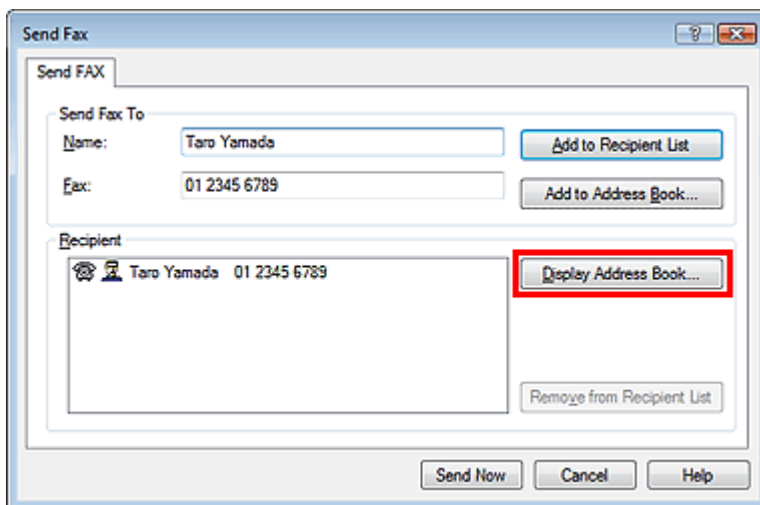 Send Fax
Send FAX
Send Fax To
Name: Taro Yamada Add to Recipient List
Fax: 01 2345 6789 Add to Address Book...
Recipient
Taro Yamada 01 2345 6789 Display Address Book...
Remove from Recipient List
Send Now Cancel Help